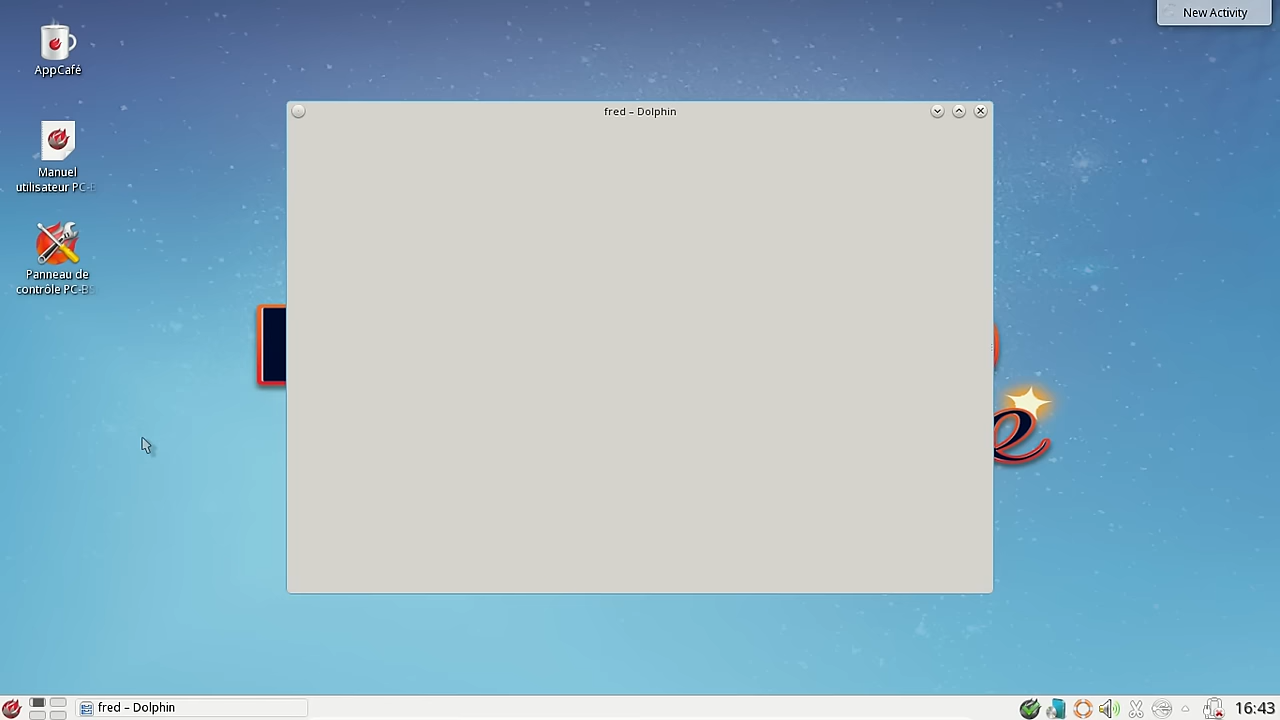 New Activity
AppCafé
Manuel
utilisateur PC-
Panneau de
contrôle PC-B
fred – Dolphin
e
fred – Dolphin
16:43